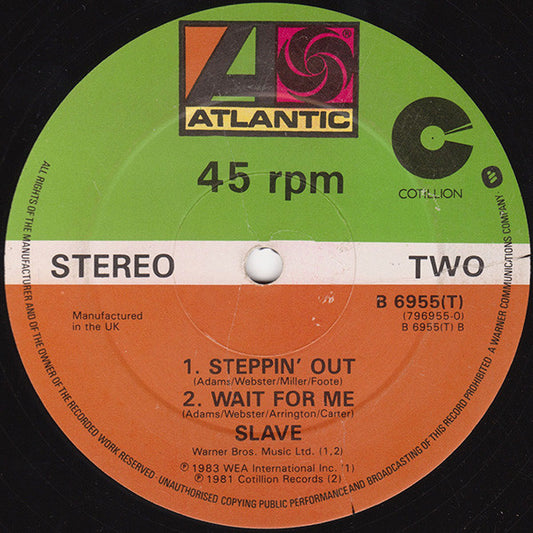 ATLANTIC
®
COTILLION
45 rpm
STEREO
TWO
B 6955(T)
(796955-0)
B 6955(T) B
Manufactured
in the UK
1. STEPPIN' OUT
(Adams/Webster/Miller/Foote)
2. WAIT FOR ME
(Adams/Webster/Arrington/Carter)
SLAVE
Warner Bros. Music Ltd. (1,2)
℗ 1983 WEA International Inc. (1)
℗ 1981 Cotillion Records (2)
ALL RIGHTS OF THE MANUFACTURER AND OF THE OWNER OF THE RECORDED WORK RESERVED · UNAUTHORISED COPYING PUBLIC PERFORMANCE AND BROADCASTING OF THIS RECORD PROHIBITED · A WARNER COMMUNICATIONS COMPANY